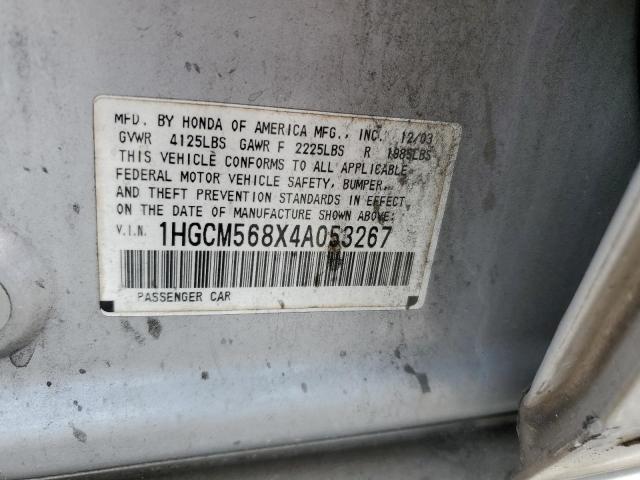 MFD. BY HONDA OF AMERICA MFG., INC. 12/03
GVWR 4125LBS GAWR F 2225LBS R 1885LBS
THIS VEHICLE CONFORMS TO ALL APPLICABLE
FEDERAL MOTOR VEHICLE SAFETY, BUMPER,
AND THEFT PREVENTION STANDARDS IN EFFECT
ON THE DATE OF MANUFACTURE SHOWN ABOVE:
V.I.N. 1HGCM568X4A053267
PASSENGER CAR